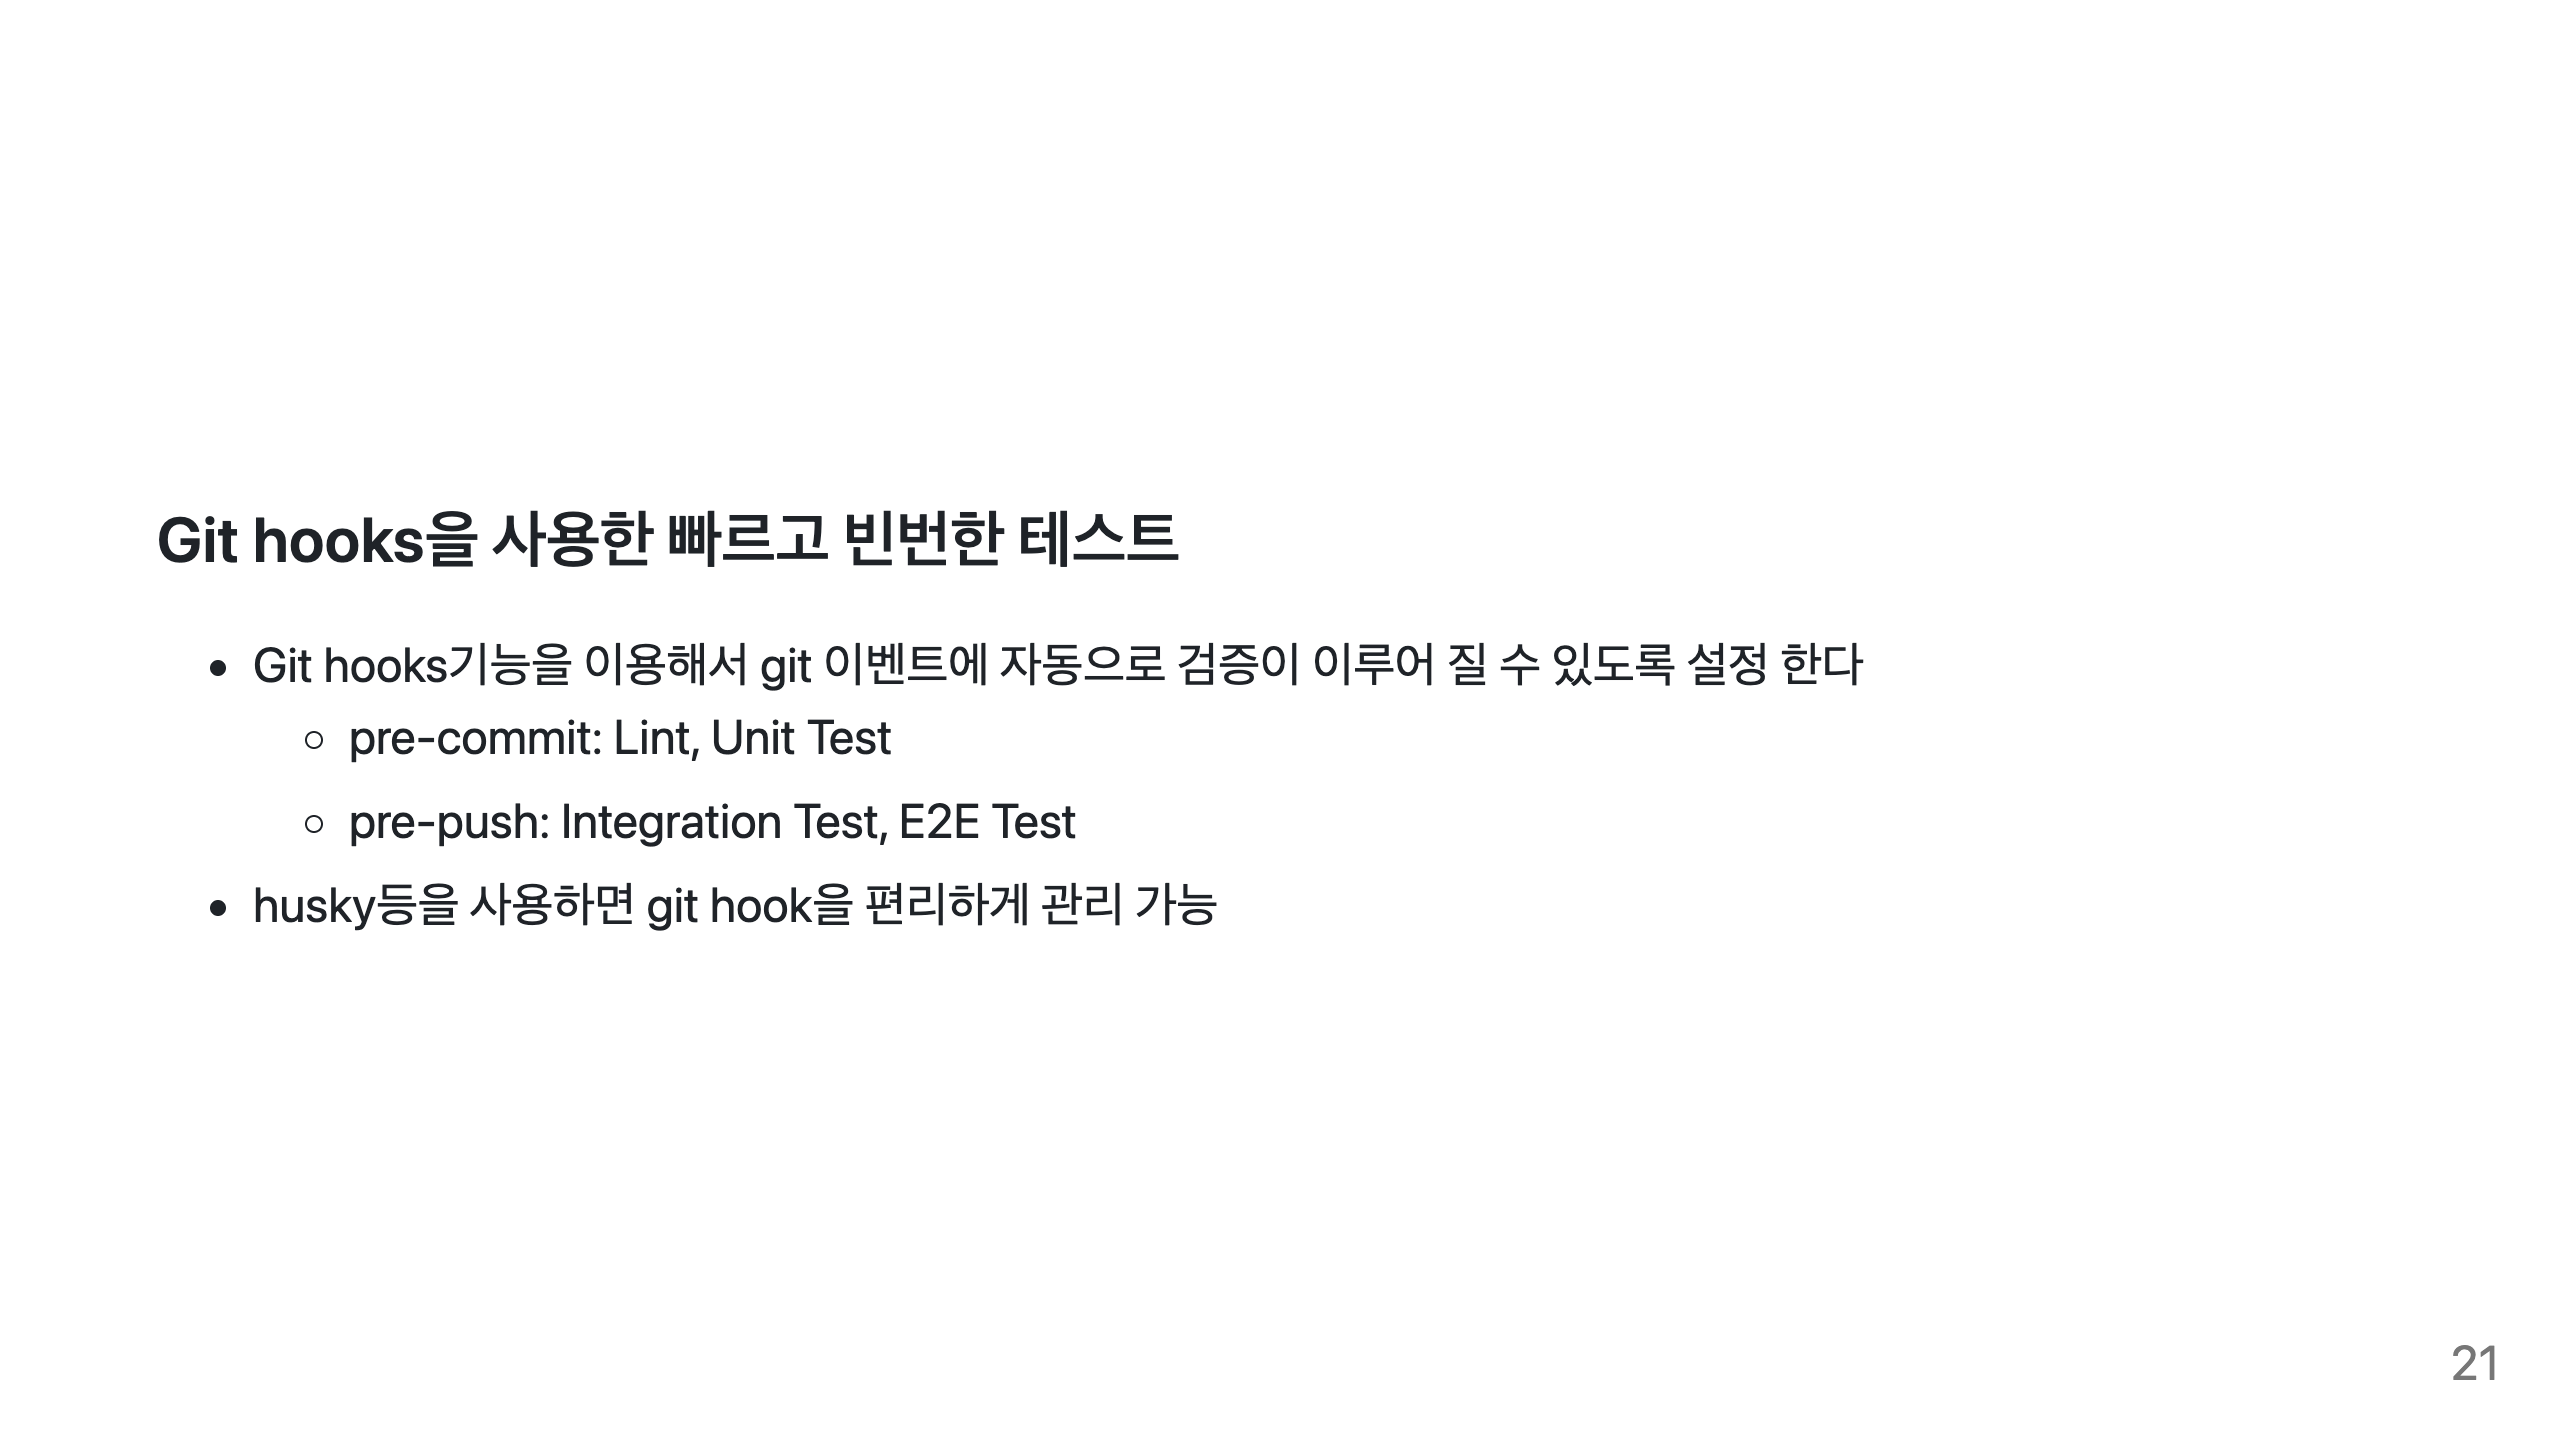 Git hooks을 사용한 빠르고 빈번한 테스트
• Git hooks기능을 이용해서 git 이벤트에 자동으로 검증이 이루어 질 수 있도록 설정 한다
◦ pre-commit: Lint, Unit Test
◦ pre-push: Integration Test, E2E Test
• husky등을 사용하면 git hook을 편리하게 관리 가능
21